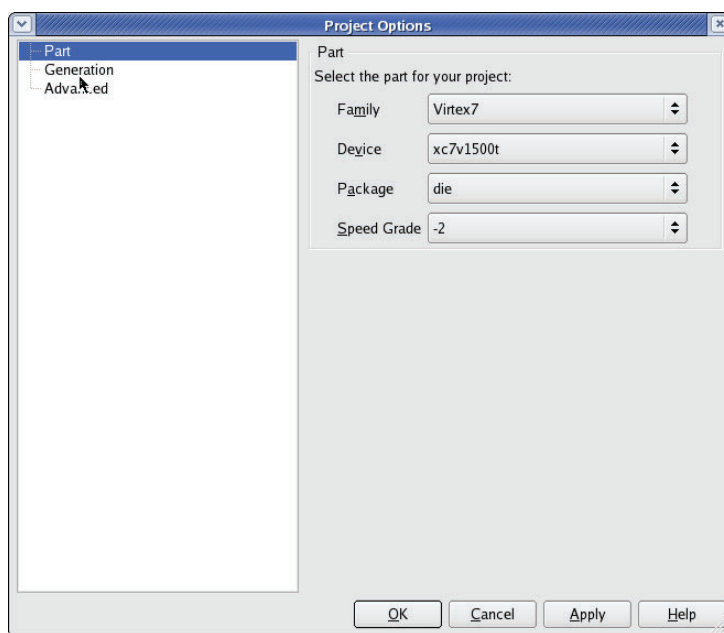 Project Options
Part
Generation
Part
Select the part for your project:
Family Virtex7
Device xc7v1500t
Package die
Speed Grade -2
OK Cancel Apply Help